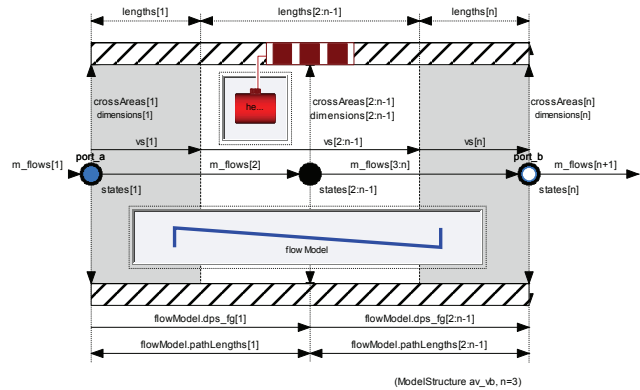 lengths[1] lengths[2:n-1] lengths[n]
he...
crossAreas[1] crossAreas[2:n-1] crossAreas[n]
dimensions[1] dimensions[2:n-1] dimensions[n]
vs[1] vs[2:n-1] vs[n]
port_a port_b
m_flows[1] m_flows[2] m_flows[3:n] m_flows[n+1]
states[1] states[2:n-1] states[n]
flow Model
flowModel.dps_fg[1] flowModel.dps_fg[2:n-1]
flowModel.pathLengths[1] flowModel.pathLengths[2:n-1]
(ModelStructure av_vb, n=3)